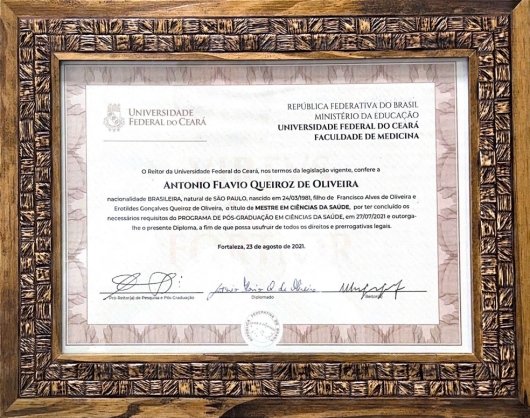 UNIVERSIDADE
FEDERAL DO CEARÁ
REPÚBLICA FEDERATIVA DO BRASIL
MINISTÉRIO DA EDUCAÇÃO
UNIVERSIDADE FEDERAL DO CEARÁ
FACULDADE DE MEDICINA
O Reitor da Universidade Federal do Ceará, nos termos da legislação vigente, confere a
ANTONIO FLAVIO QUEIROZ DE OLIVEIRA
nacionalidade BRASILEIRA, natural de SÃO PAULO, nascido em 24/03/1981, filho de Francisco Alves de Oliveira e
Erotildes Gonçalves Queiroz de Oliveira, o título de MESTRE EM CIÊNCIAS DA SAÚDE, por ter concluído os
necessários requisitos do PROGRAMA DE PÓS-GRADUAÇÃO EM CIÊNCIAS DA SAÚDE, em 27/07/2021 e outorga-
lhe o presente Diploma, a fim de que possa usufruir de todos os direitos e prerrogativas legais.
Fortaleza, 23 de agosto de 2021.
Pró-Reitor(a) de Pesquisa e Pós-Graduação
Diplomado
Reitor(a)